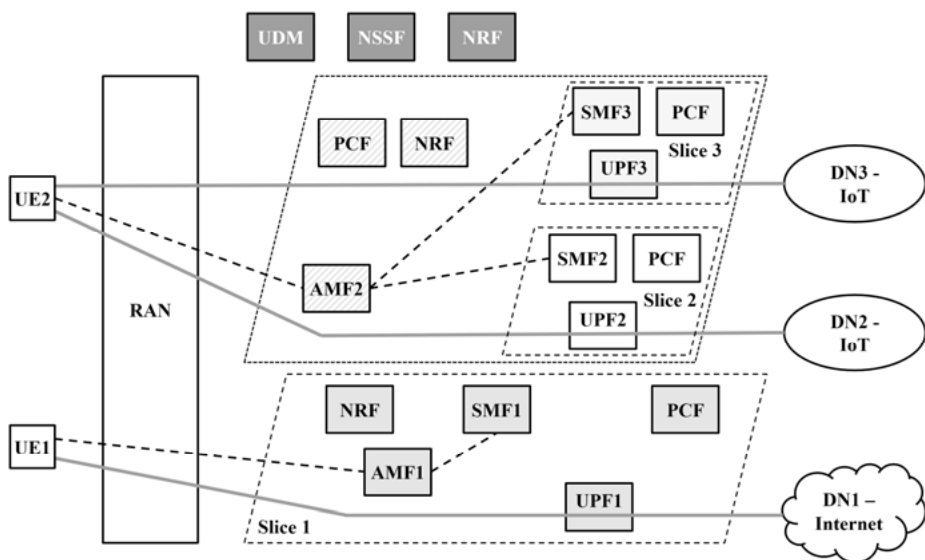 UDM
NSSF
NRF
SMF3
PCF
PCF
NRF
Slice 3
UPF3
DN3 -
IoT
UE2
AMF2
SMF2
PCF
RAN
Slice 2
UPF2
DN2 -
IoT
NRF
SMF1
PCF
UE1
AMF1
UPF1
DN1 –
Internet
Slice 1